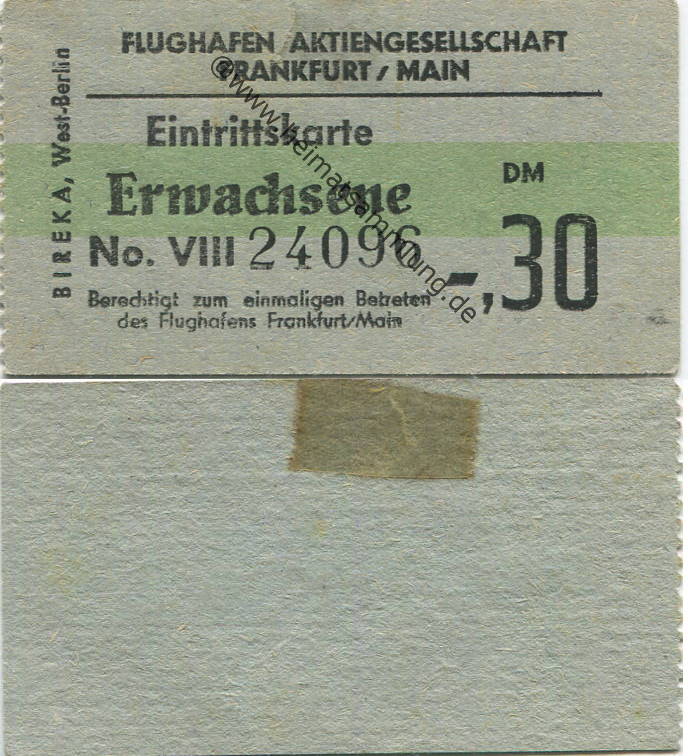 FLUGHAFEN AKTIENGESELLSCHAFT
FRANKFURT/MAIN
Eintrittskarte
Erwachsene
DM
No. VIII 24096
-,30
Berechtigt zum einmaligen Betreten
des Flughafens Frankfurt/Main
BIREKA, West-Berlin
©www.heimatsammlung.de